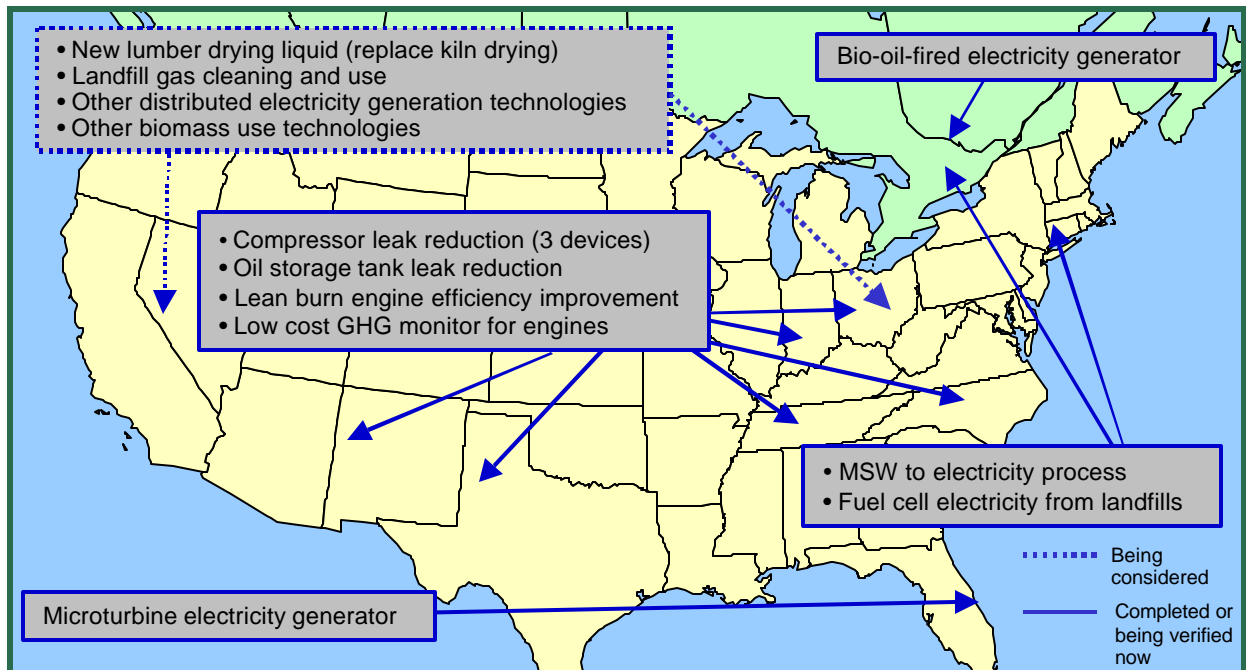 • New lumber drying liquid (replace kiln drying)
• Landfill gas cleaning and use
• Other distributed electricity generation technologies
• Other biomass use technologies
Bio-oil-fired electricity generator
• Compressor leak reduction (3 devices)
• Oil storage tank leak reduction
• Lean burn engine efficiency improvement
• Low cost GHG monitor for engines
• MSW to electricity process
• Fuel cell electricity from landfills
Microturbine electricity generator
Being
considered
Completed or
being verified
now